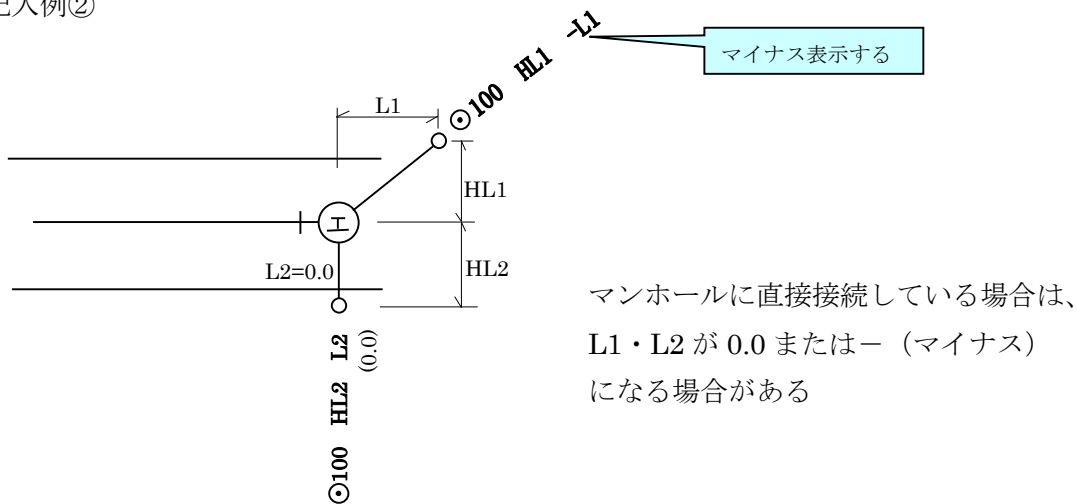 記入例②
⊙100 HL1 -L1
マイナス表示する
L1
HL1
エ
L2=0.0
HL2
⊙100 HL2 L2
(0.0)
マンホールに直接接続している場合は、
L1・L2 が 0.0 または－（マイナス）
になる場合がある